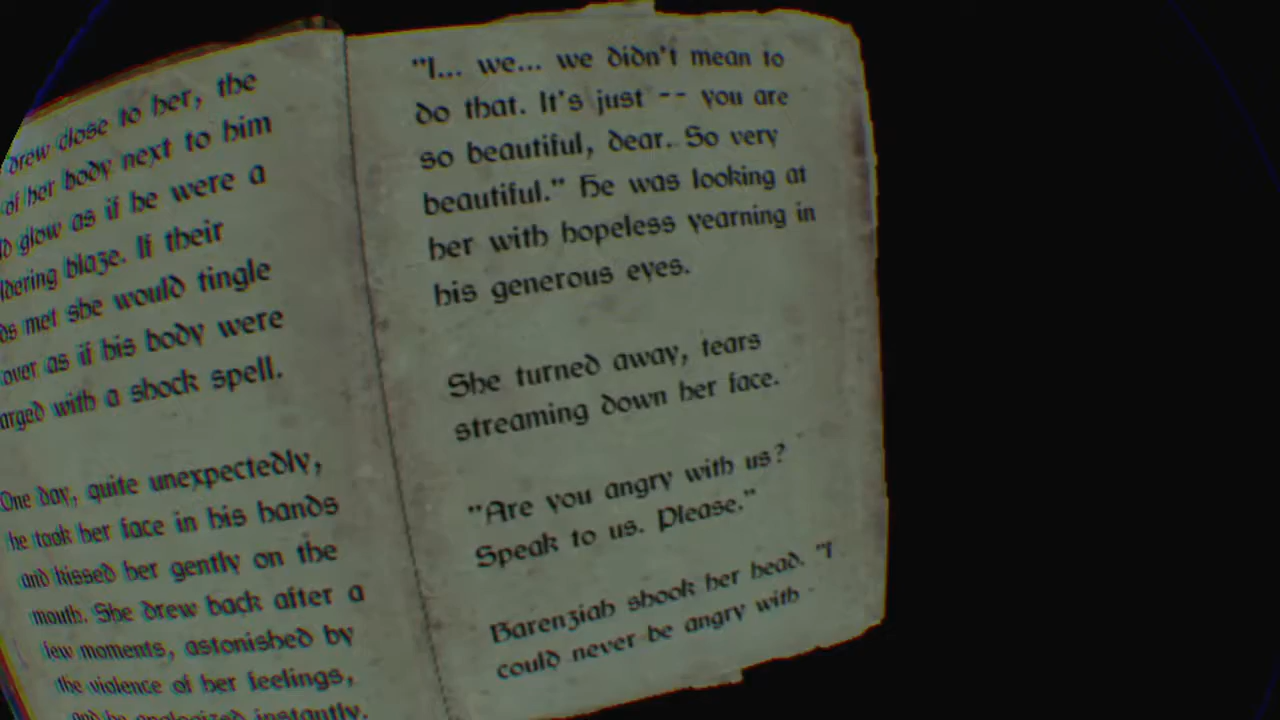 drew close to her, the
of her body next to him
glow as if he were a
blaze. If their
met she would tingle
over as if his body were
with a shock spell.
One day, quite unexpectedly,
he took her face in his hands
and kissed her gently on the
mouth. She drew back after a
few moments, astonished by
the violence of her feelings,
and he apologized instantly.
"I... we... we didn't mean to
do that. It's just -- you are
so beautiful, dear. So very
beautiful." He was looking at
her with hopeless yearning in
his generous eyes.
She turned away, tears
streaming down her face.
"Are you angry with us?
Speak to us. Please."
Barenziah shook her head. "I
could never be angry with